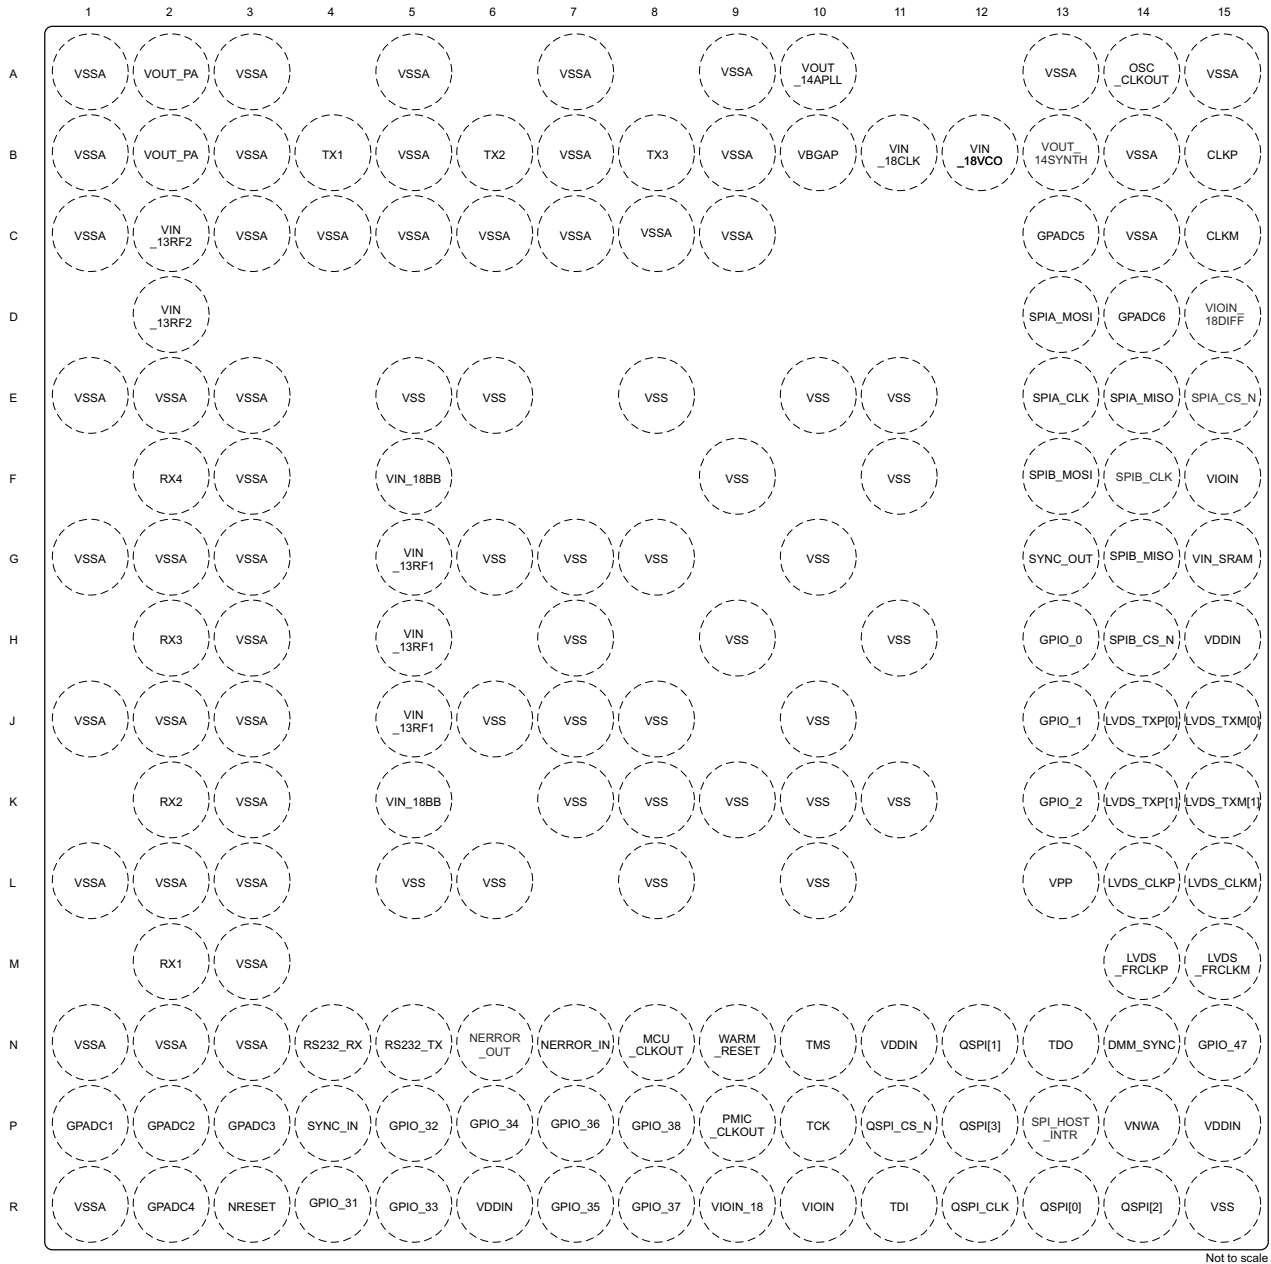 1 2 3 4 5 6 7 8 9 10 11 12 13 14 15
A VSSA VOUT_PA VSSA VSSA VSSA VSSA VOUT _14APLL VSSA OSC _CLKOUT VSSA
B VSSA VOUT_PA VSSA TX1 VSSA TX2 VSSA TX3 VSSA VBGAP VIN _18CLK VIN _18VCO VOUT_ 14SYNTH VSSA CLKP
C VSSA VIN _13RF2 VSSA VSSA VSSA VSSA VSSA VSSA VSSA GPADC5 VSSA CLKM
D VIN _13RF2 SPIA_MOSI GPADC6 VIOIN_ 18DIFF
E VSSA VSSA VSSA VSS VSS VSS VSS VSS SPIA_CLK SPIA_MISO SPIA_CS_N
F RX4 VSSA VIN_18BB VSS VSS SPIB_MOSI SPIB_CLK VIOIN
G VSSA VSSA VSSA VIN _13RF1 VSS VSS VSS VSS SYNC_OUT SPIB_MISO VIN_SRAM
H RX3 VSSA VIN _13RF1 VSS VSS VSS GPIO_0 SPIB_CS_N VDDIN
J VSSA VSSA VSSA VIN _13RF1 VSS VSS VSS VSS GPIO_1 LVDS_TXP[0] LVDS_TXM[0]
K RX2 VSSA VIN_18BB VSS VSS VSS VSS VSS GPIO_2 LVDS_TXP[1] LVDS_TXM[1]
L VSSA VSSA VSSA VSS VSS VSS VSS VPP LVDS_CLKP LVDS_CLKM
M RX1 VSSA LVDS _FRCLKP LVDS _FRCLKM
N VSSA VSSA VSSA RS232_RX RS232_TX NERROR _OUT NERROR_IN MCU _CLKOUT WARM _RESET TMS VDDIN QSPI[1] TDO DMM_SYNC GPIO_47
P GPADC1 GPADC2 GPADC3 SYNC_IN GPIO_32 GPIO_34 GPIO_36 GPIO_38 PMIC _CLKOUT TCK QSPI_CS_N QSPI[3] SPI_HOST _INTR VNWA VDDIN
R VSSA GPADC4 NRESET GPIO_31 GPIO_33 VDDIN GPIO_35 GPIO_37 VIOIN_18 VIOIN TDI QSPI_CLK QSPI[0] QSPI[2] VSS
Not to scale